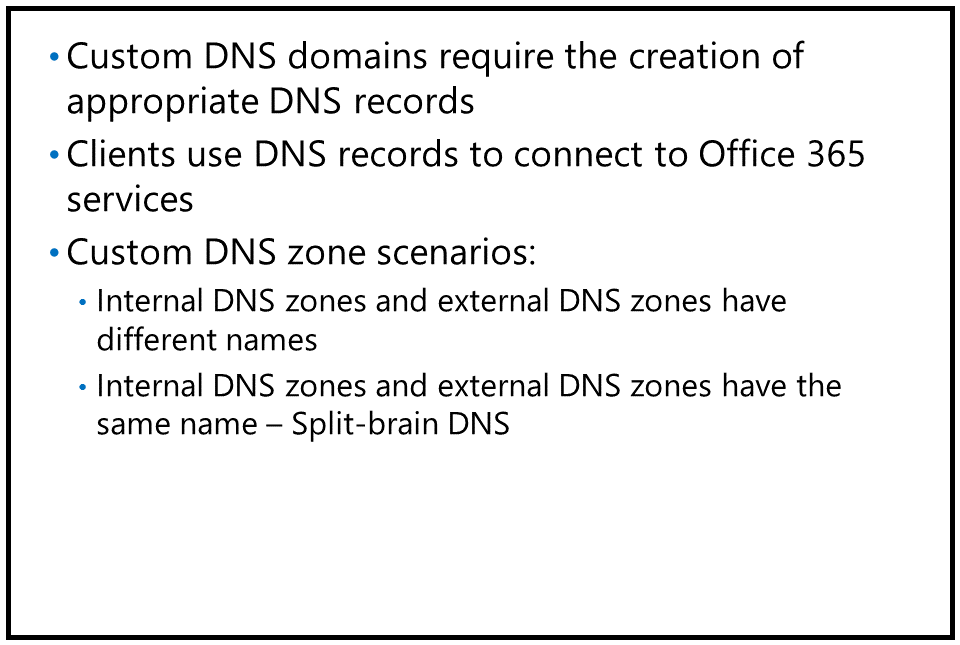 • Custom DNS domains require the creation of
appropriate DNS records
• Clients use DNS records to connect to Office 365
services
• Custom DNS zone scenarios:
• Internal DNS zones and external DNS zones have
different names
• Internal DNS zones and external DNS zones have the
same name – Split-brain DNS